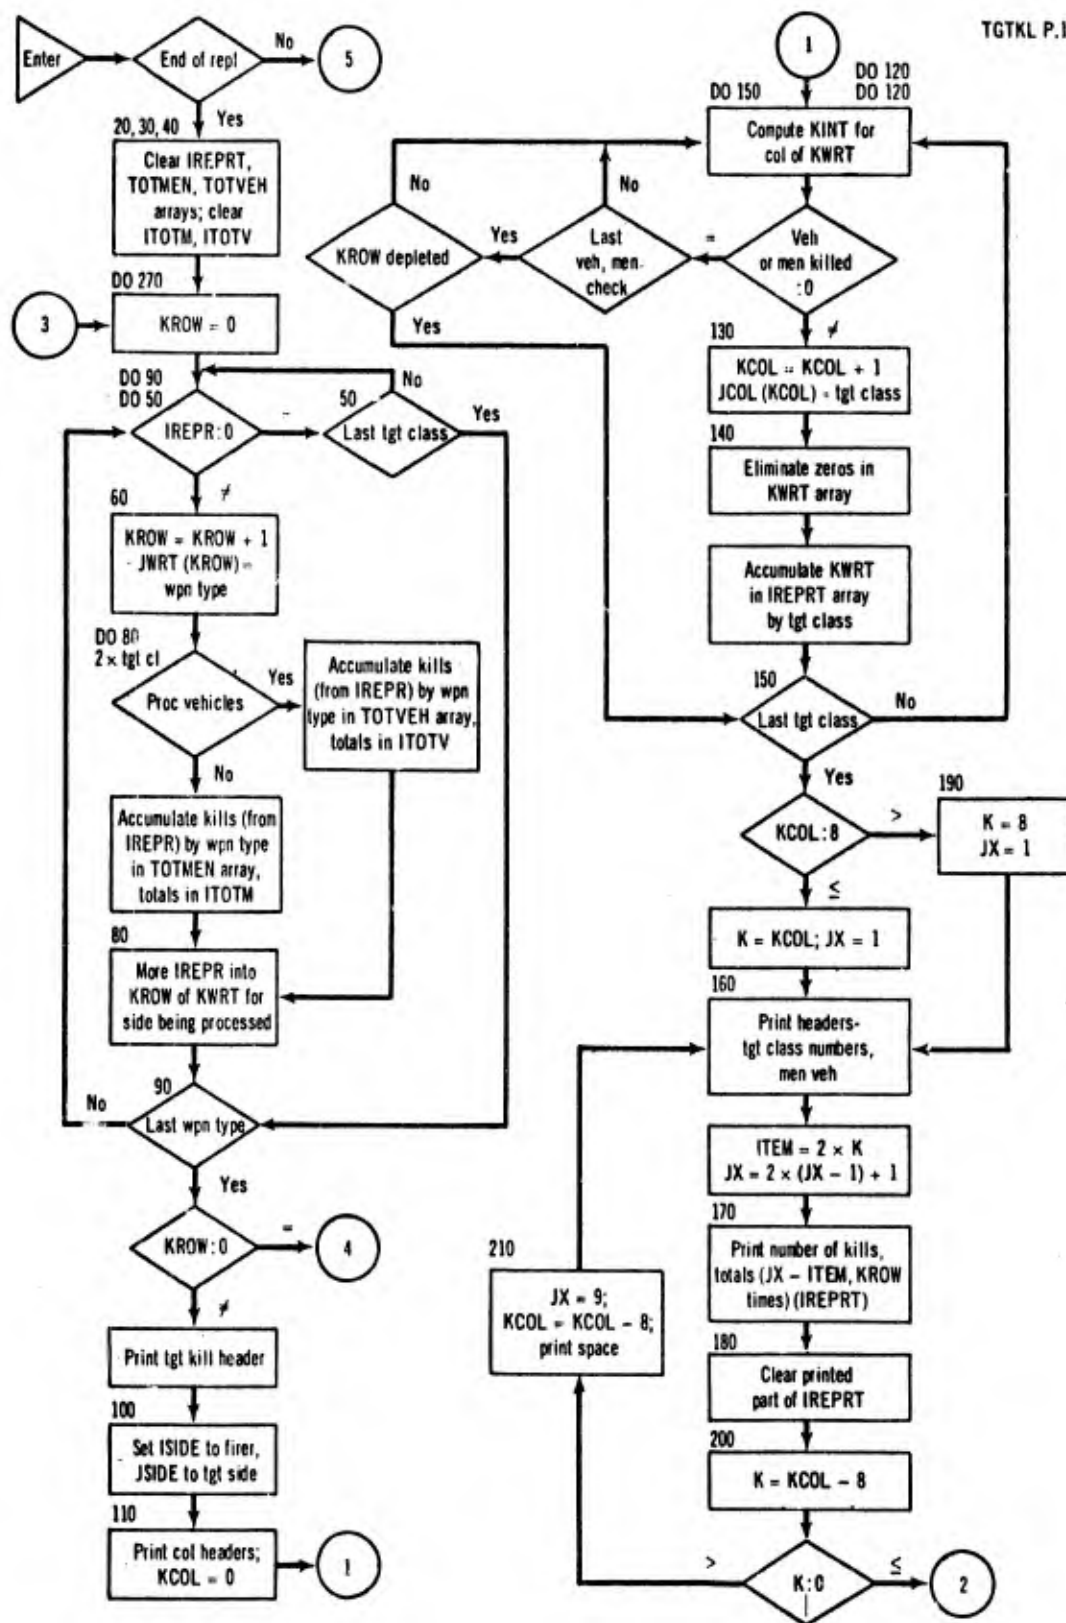 TGTKL P.1
Enter
End of repl
No
5
Yes
20, 30, 40
Clear IREPRT,
TOTMEN, TOTVEH
arrays; clear
ITOTM, ITOTV
DO 270
3
KROW = 0
DO 90
DO 50
No
50
Yes
IREPR:0
-
Last tgt class
≠
60
KROW = KROW + 1
JWRT (KROW) =
wpn type
DO 80
2 × tgt cl
Proc vehicles
Yes
Accumulate kills
(from IREPR) by wpn
type in TOTVEH array,
totals in ITOTV
No
Accumulate kills (from
IREPR) by wpn type
in TOTMEN array,
totals in ITOTM
80
More IREPR into
KROW of KWRT for
side being processed
90
No
Last wpn type
Yes
KROW:0
=
4
≠
Print tgt kill header
100
Set ISIDE to firer,
JSIDE to tgt side
110
Print col headers;
KCOL = 0
1
1
DO 150
DO 120
DO 120
Compute KINT for
col of KWRT
No
No
KROW depleted
Yes
Last
veh, men
check
=
Veh
or men killed
:0
Yes
≠
130
KCOL = KCOL + 1
JCOL (KCOL) = tgt class
140
Eliminate zeros in
KWRT array
Accumulate KWRT
in IREPRT array
by tgt class
150
Last tgt class
No
Yes
190
KCOL:8
>
K = 8
JX = 1
≤
K = KCOL; JX = 1
160
Print headers-
tgt class numbers,
men veh
ITEM = 2 × K
JX = 2 × (JX – 1) + 1
170
Print number of kills,
totals (JX – ITEM, KROW
times) (IREPRT)
210
JX = 9;
KCOL = KCOL – 8;
print space
180
Clear printed
part of IREPRT
200
K = KCOL – 8
>
K:0
≤
2